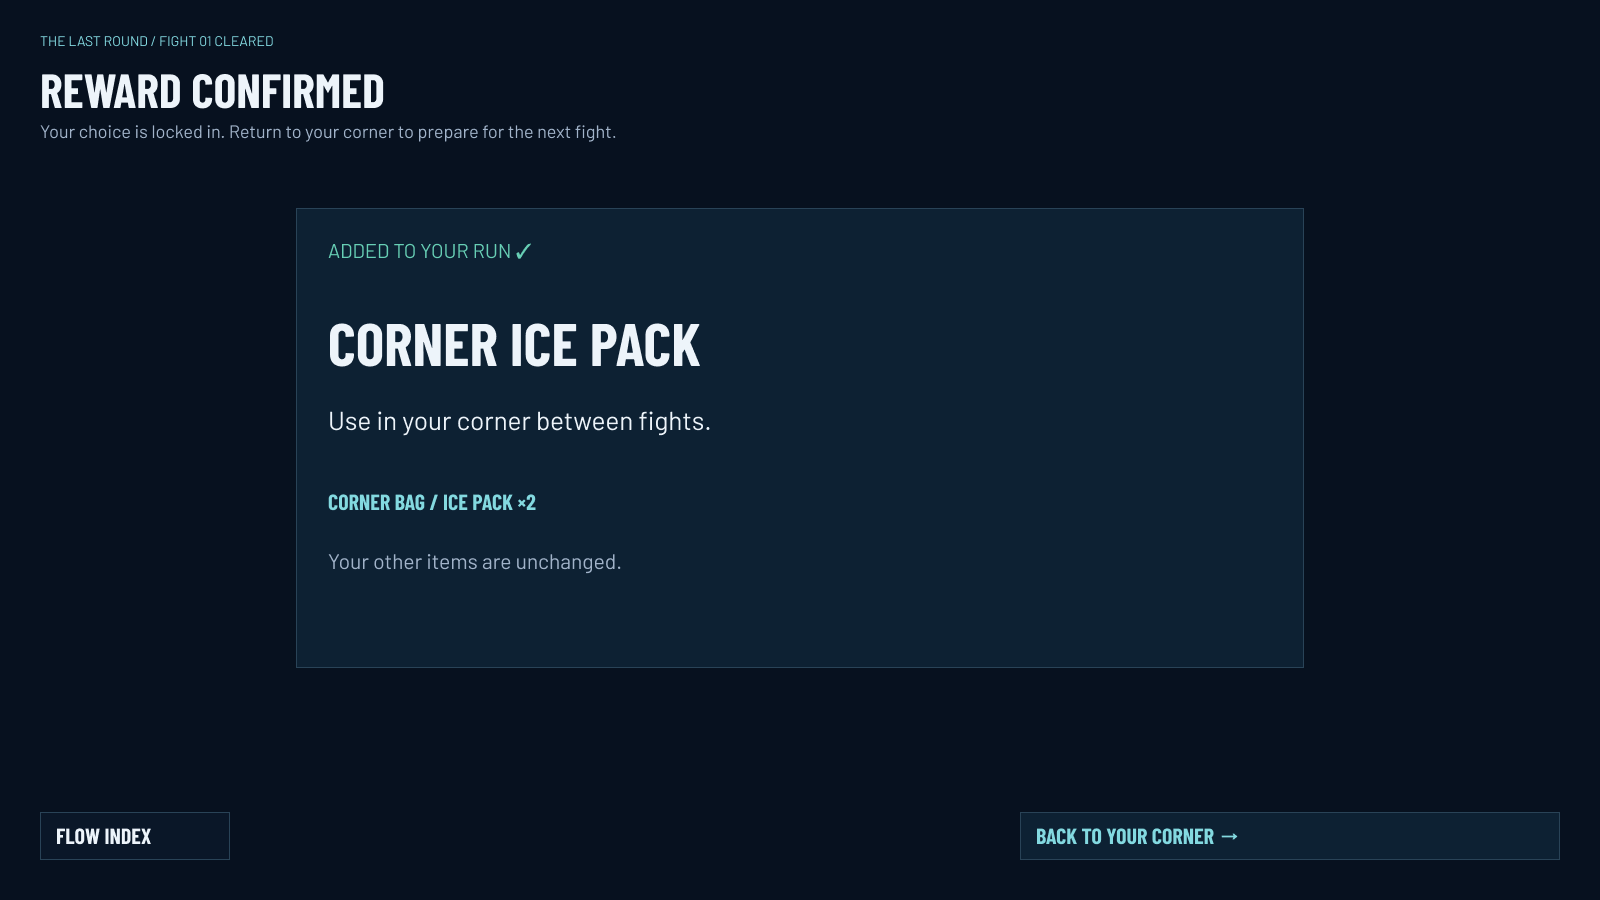 THE LAST ROUND / FIGHT 01 CLEARED
REWARD CONFIRMED
Your choice is locked in. Return to your corner to prepare for the next fight.
ADDED TO YOUR RUN ✓
CORNER ICE PACK
Use in your corner between fights.
CORNER BAG / ICE PACK ×2
Your other items are unchanged.
FLOW INDEX
BACK TO YOUR CORNER →